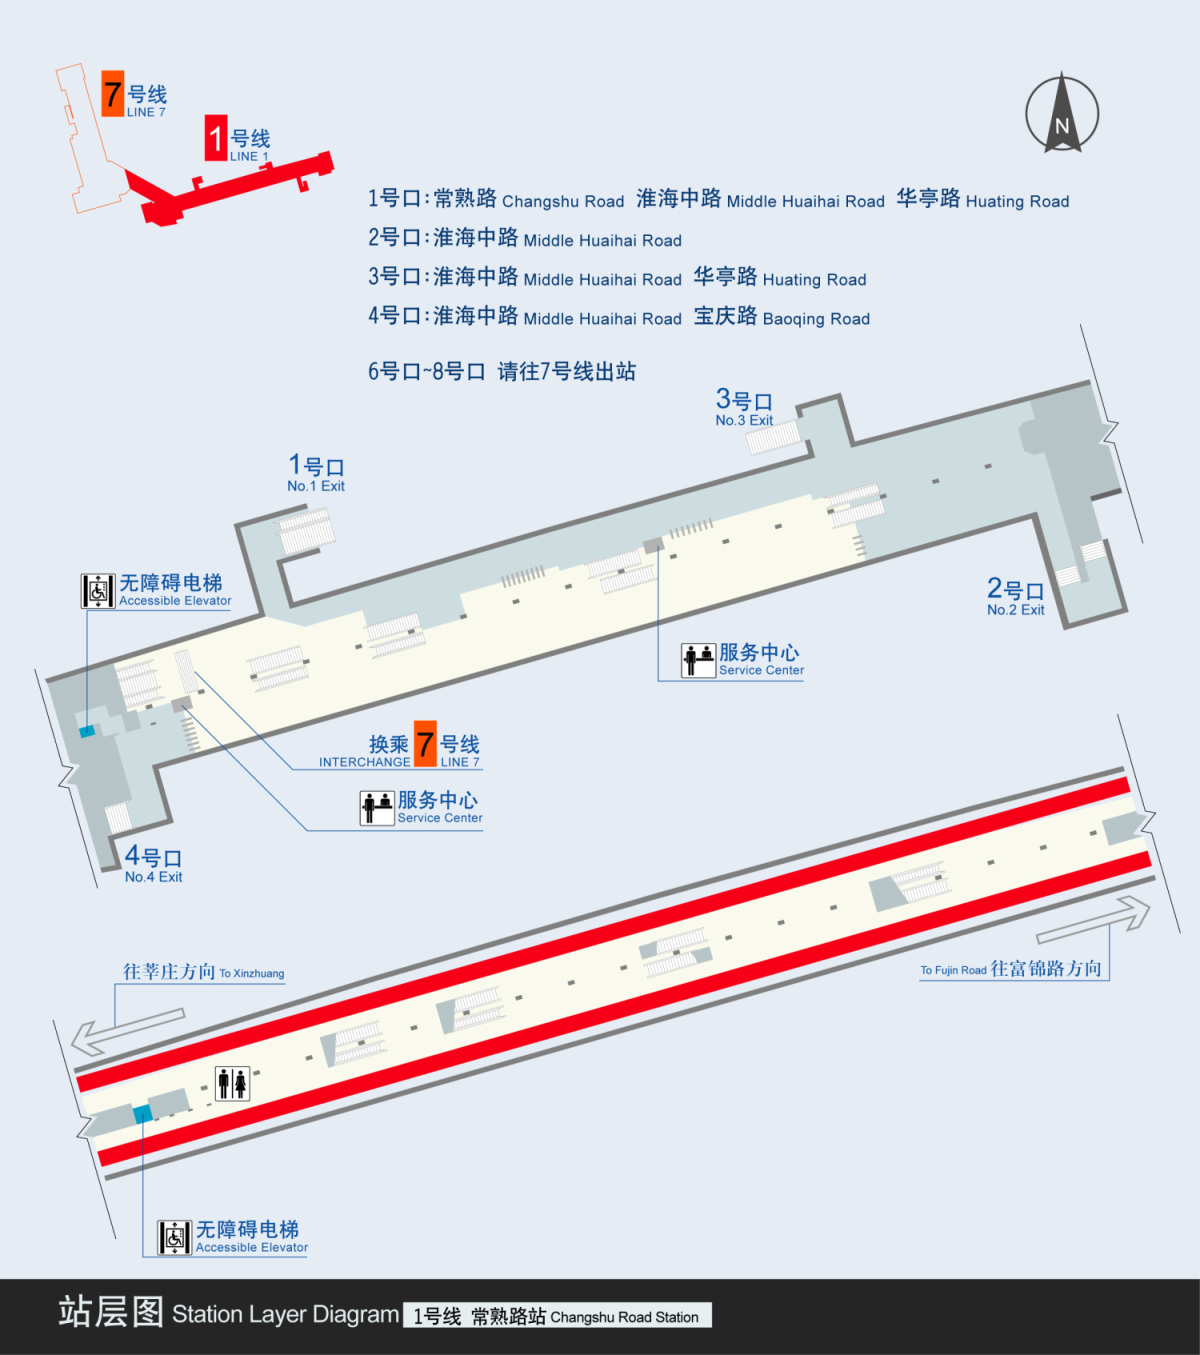 7号线
LINE 7
1号线
LINE 1
N
1号口:常熟路 Changshu Road 淮海中路 Middle Huaihai Road 华亭路 Huating Road
2号口:淮海中路 Middle Huaihai Road
3号口:淮海中路 Middle Huaihai Road 华亭路 Huating Road
4号口:淮海中路 Middle Huaihai Road 宝庆路 Baoqing Road
6号口~8号口 请往7号线出站
3号口
No.3 Exit
1号口
No.1 Exit
无障碍电梯
Accessible Elevator
2号口
No.2 Exit
服务中心
Service Center
换乘 7号线
INTERCHANGE LINE 7
服务中心
Service Center
4号口
No.4 Exit
往莘庄方向 To Xinzhuang
To Fujin Road 往富锦路方向
无障碍电梯
Accessible Elevator
站层图 Station Layer Diagram 1号线 常熟路站 Changshu Road Station